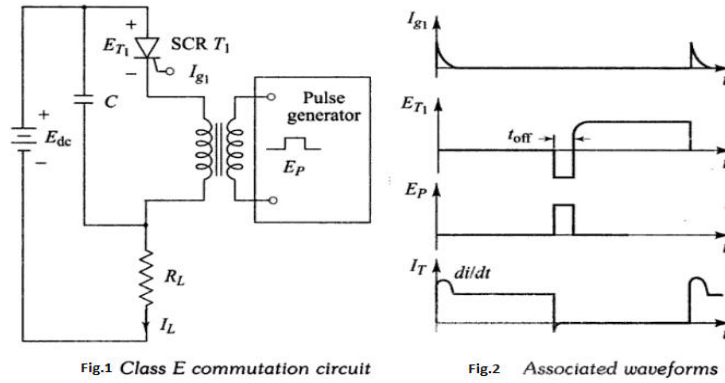 +
E_T1
SCR T1
−
I_g1
C
+
E_dc
−
Pulse
generator
E_P
R_L
I_L
Fig.1 Class E commutation circuit
I_g1
t
E_T1
t_off
t
E_P
t
I_T
di/dt
t
Fig.2 Associated waveforms